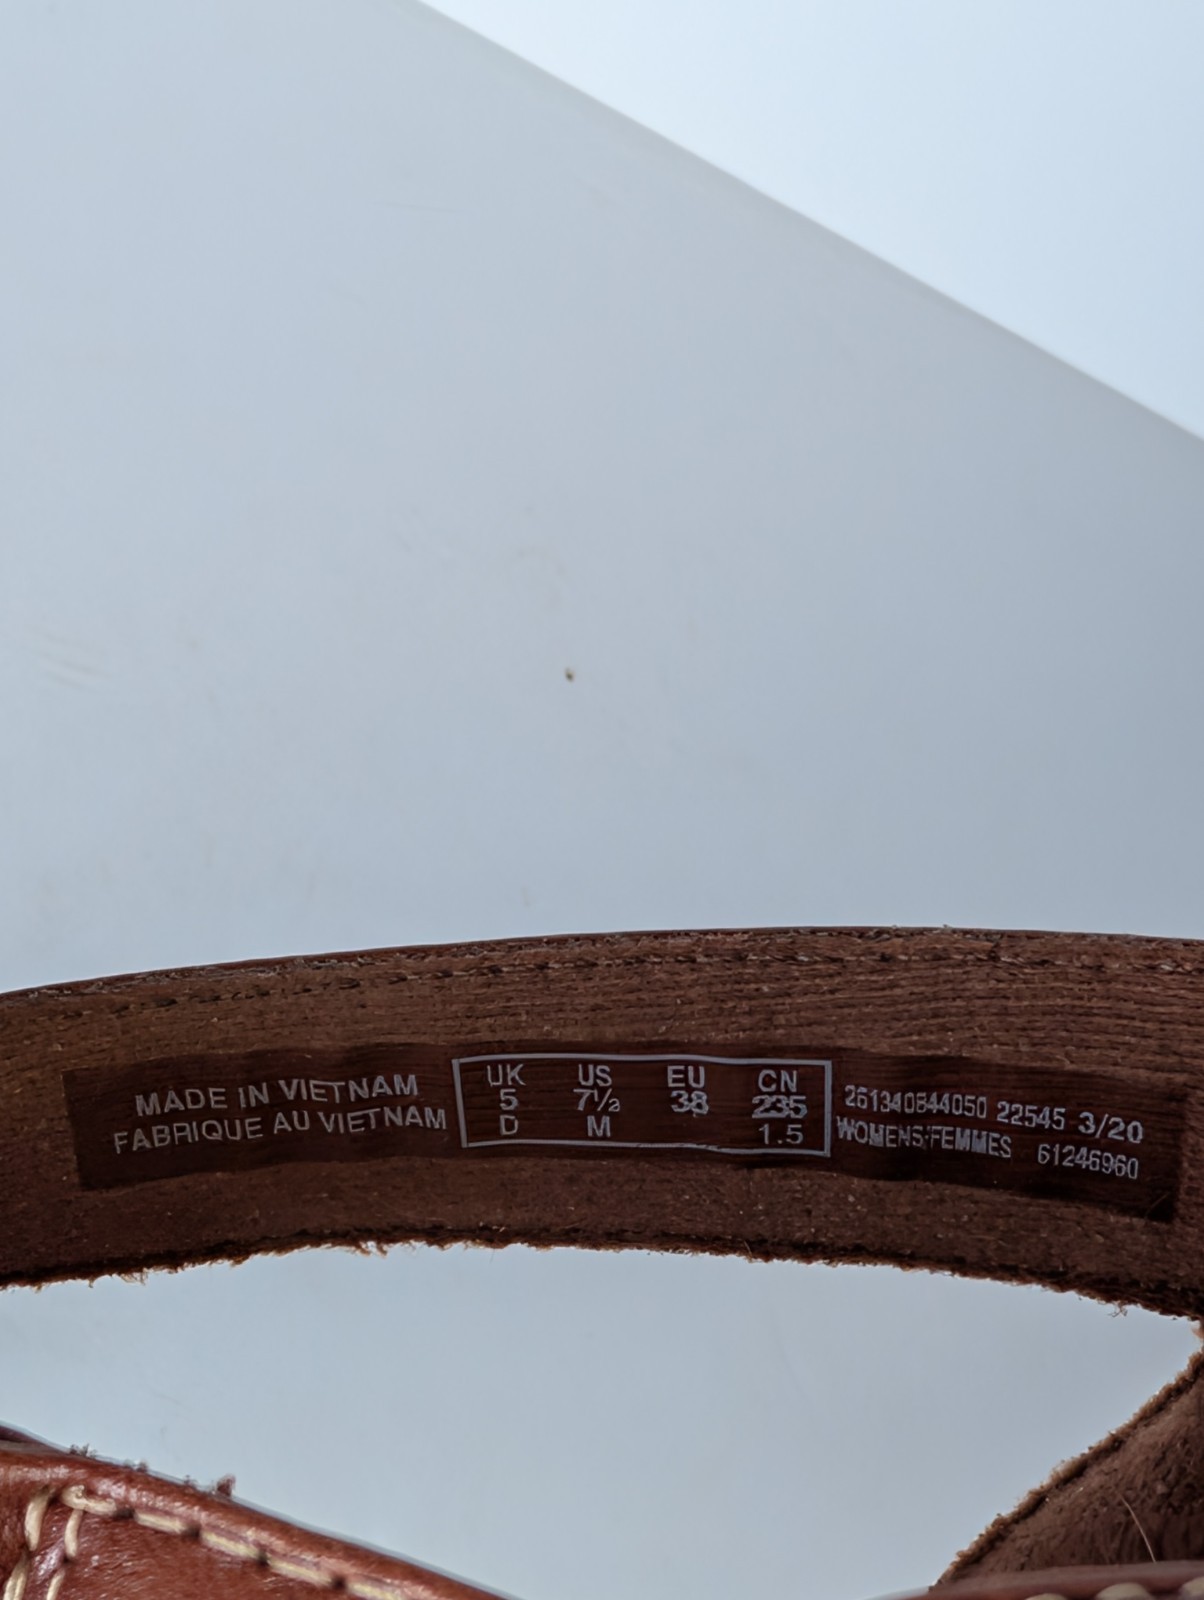 MADE IN VIETNAM
FABRIQUE AU VIETNAM
UK US EU CN
5 7½ 38 235
D M 1.5
261340844050 22545 3/20
WOMENS/FEMMES 61246960